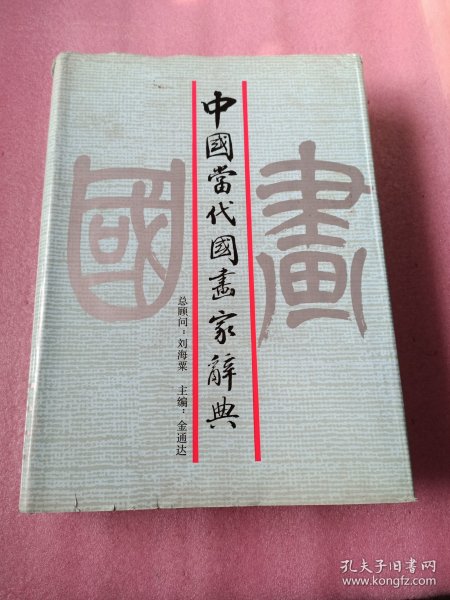 中國當代國畫家辭典
总顾问：刘海粟 主编：金通达
國畫
孔夫子旧书网
www.kongfz.com